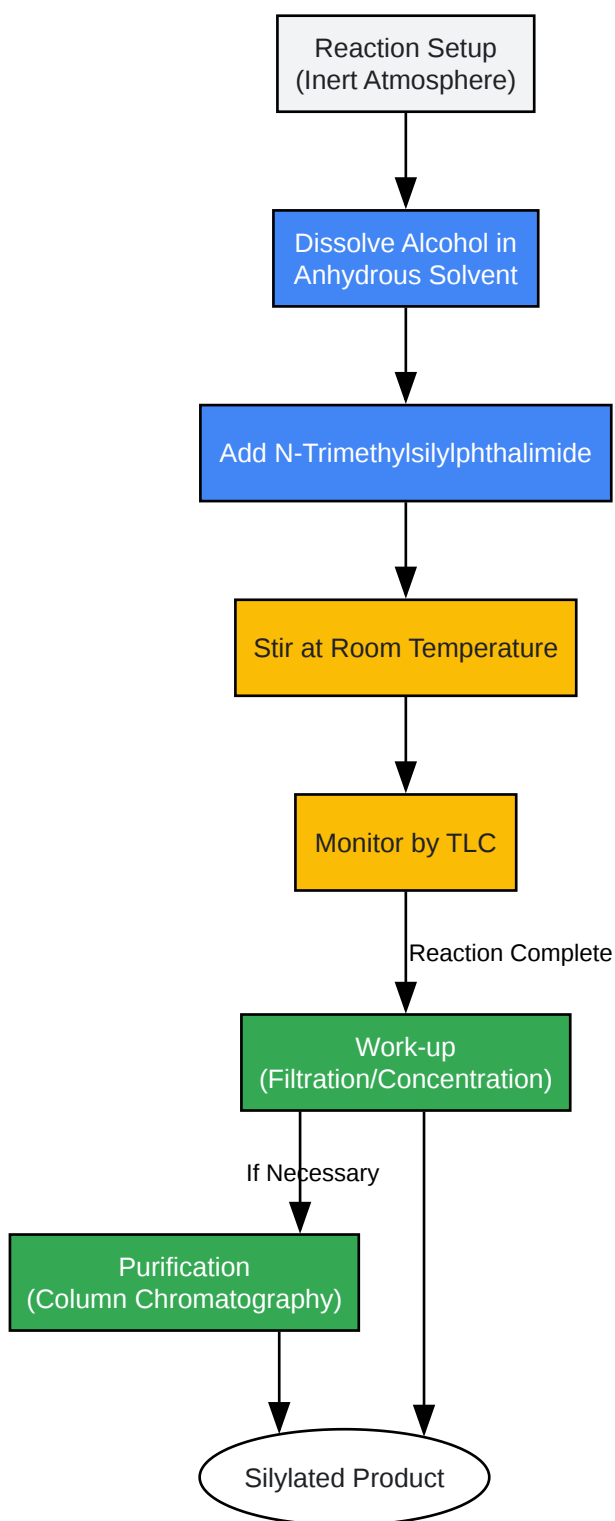 Reaction Setup
(Inert Atmosphere)
Dissolve Alcohol in
Anhydrous Solvent
Add N-Trimethylsilylphthalimide
Stir at Room Temperature
Monitor by TLC
Reaction Complete
Work-up
(Filtration/Concentration)
If Necessary
Purification
(Column Chromatography)
Silylated Product